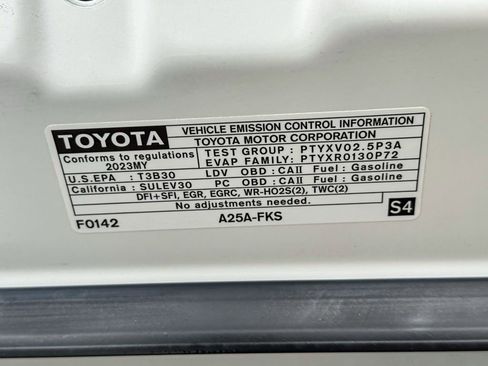 TOYOTA
VEHICLE EMISSION CONTROL INFORMATION
TOYOTA MOTOR CORPORATION
Conforms to regulations
2023MY
TEST GROUP : PTYXV02.5P3A
EVAP FAMILY: PTYXR0130P72
U.S.EPA : T3B30 LDV OBD : CAII Fuel : Gasoline
California : SULEV30 PC OBD : CAII Fuel : Gasoline
DFI+SFI, EGR, EGRC, WR-HO2S(2), TWC(2)
No adjustments needed.
F0142 A25A-FKS S4